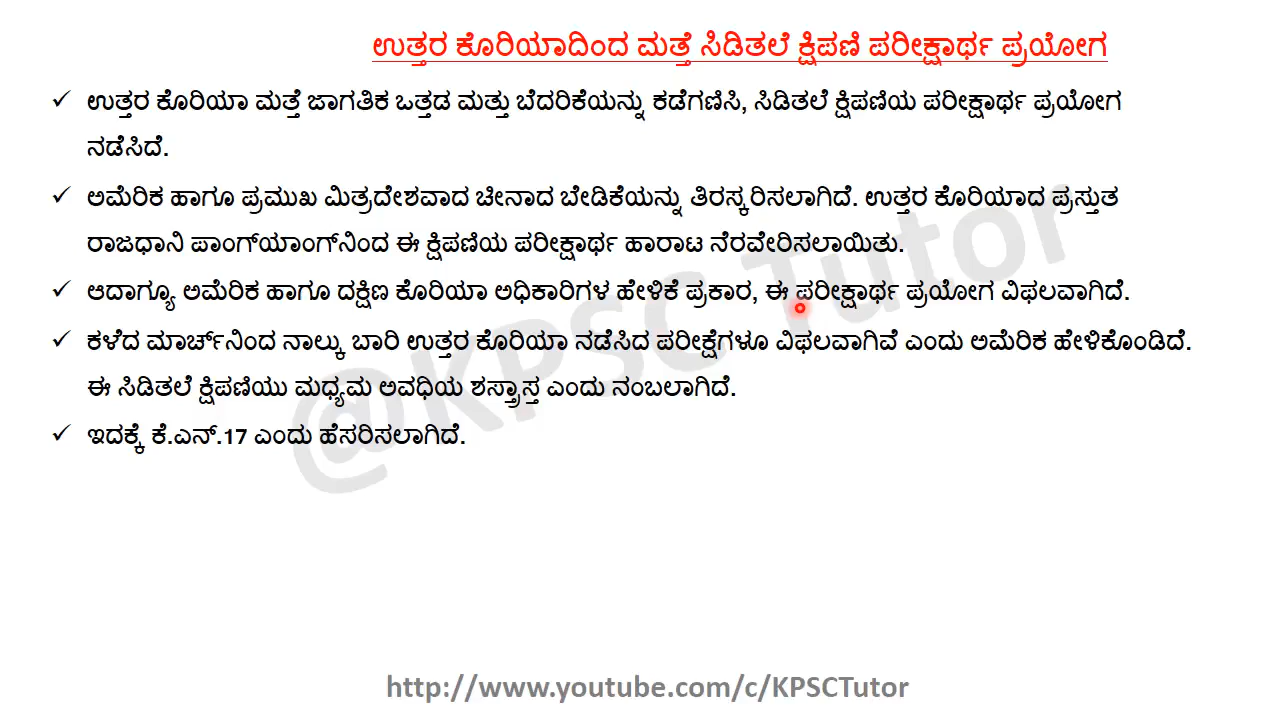 ಉತ್ತರ ಕೊರಿಯಾದಿಂದ ಮತ್ತೆ ಸಿಡಿತಲೆ ಕ್ಷಿಪಣಿ ಪರೀಕ್ಷಾರ್ಥ ಪ್ರಯೋಗ
✓ ಉತ್ತರ ಕೊರಿಯಾ ಮತ್ತೆ ಜಾಗತಿಕ ಒತ್ತಡ ಮತ್ತು ಬೆದರಿಕೆಯನ್ನು ಕಡೆಗಣಿಸಿ, ಸಿಡಿತಲೆ ಕ್ಷಿಪಣಿಯ ಪರೀಕ್ಷಾರ್ಥ ಪ್ರಯೋಗ
ನಡೆಸಿದೆ.
✓ ಅಮೆರಿಕ ಹಾಗೂ ಪ್ರಮುಖ ಮಿತ್ರದೇಶವಾದ ಚೀನಾದ ಬೇಡಿಕೆಯನ್ನು ತಿರಸ್ಕರಿಸಲಾಗಿದೆ. ಉತ್ತರ ಕೊರಿಯಾದ ಪ್ರಸ್ತುತ
ರಾಜಧಾನಿ ಪಾಂಗ್‌ಯಾಂಗ್‌ನಿಂದ ಈ ಕ್ಷಿಪಣಿಯ ಪರೀಕ್ಷಾರ್ಥ ಹಾರಾಟ ನೆರವೇರಿಸಲಾಯಿತು.
✓ ಆದಾಗ್ಯೂ ಅಮೆರಿಕ ಹಾಗೂ ದಕ್ಷಿಣ ಕೊರಿಯಾ ಅಧಿಕಾರಿಗಳ ಹೇಳಿಕೆ ಪ್ರಕಾರ, ಈ ಪರೀಕ್ಷಾರ್ಥ ಪ್ರಯೋಗ ವಿಫಲವಾಗಿದೆ.
✓ ಕಳೆದ ಮಾರ್ಚ್‌ನಿಂದ ನಾಲ್ಕು ಬಾರಿ ಉತ್ತರ ಕೊರಿಯಾ ನಡೆಸಿದ ಪರೀಕ್ಷೆಗಳೂ ವಿಫಲವಾಗಿವೆ ಎಂದು ಅಮೆರಿಕ ಹೇಳಿಕೊಂಡಿದೆ.
ಈ ಸಿಡಿತಲೆ ಕ್ಷಿಪಣಿಯು ಮಧ್ಯಮ ಅವಧಿಯ ಶಸ್ತ್ರಾಸ್ತ ಎಂದು ನಂಬಲಾಗಿದೆ.
✓ ಇದಕ್ಕೆ ಕೆ.ಎನ್.17 ಎಂದು ಹೆಸರಿಸಲಾಗಿದೆ.
@KPSC Tutor
http://www.youtube.com/c/KPSCTutor